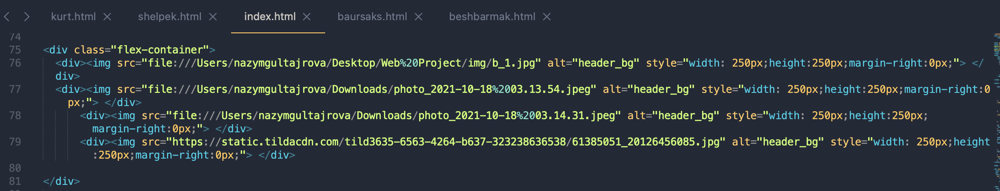 kurt.html × shelpek.html × index.html × baursaks.html × beshbarmak.html ×
74
75 <div class="flex-container">
76 <div><img src="file:///Users/nazymgultajrova/Desktop/Web%20Project/img/b_1.jpg" alt="header_bg" style="width: 250px;height:250px;margin-right:0px;"> </
div>
77 <div><img src="file:///Users/nazymgultajrova/Downloads/photo_2021-10-18%2003.13.54.jpeg" alt="header_bg" style="width: 250px;height:250px;margin-right:0
px;"> </div>
78 <div><img src="file:///Users/nazymgultajrova/Downloads/photo_2021-10-18%2003.14.31.jpeg" alt="header_bg" style="width: 250px;height:250px;
margin-right:0px;"> </div>
79 <div><img src="https://static.tildacdn.com/tild3635-6563-4264-b637-323238636538/61385051_20126456085.jpg" alt="header_bg" style="width: 250px;height
:250px;margin-right:0px;"> </div>
80
81 </div>